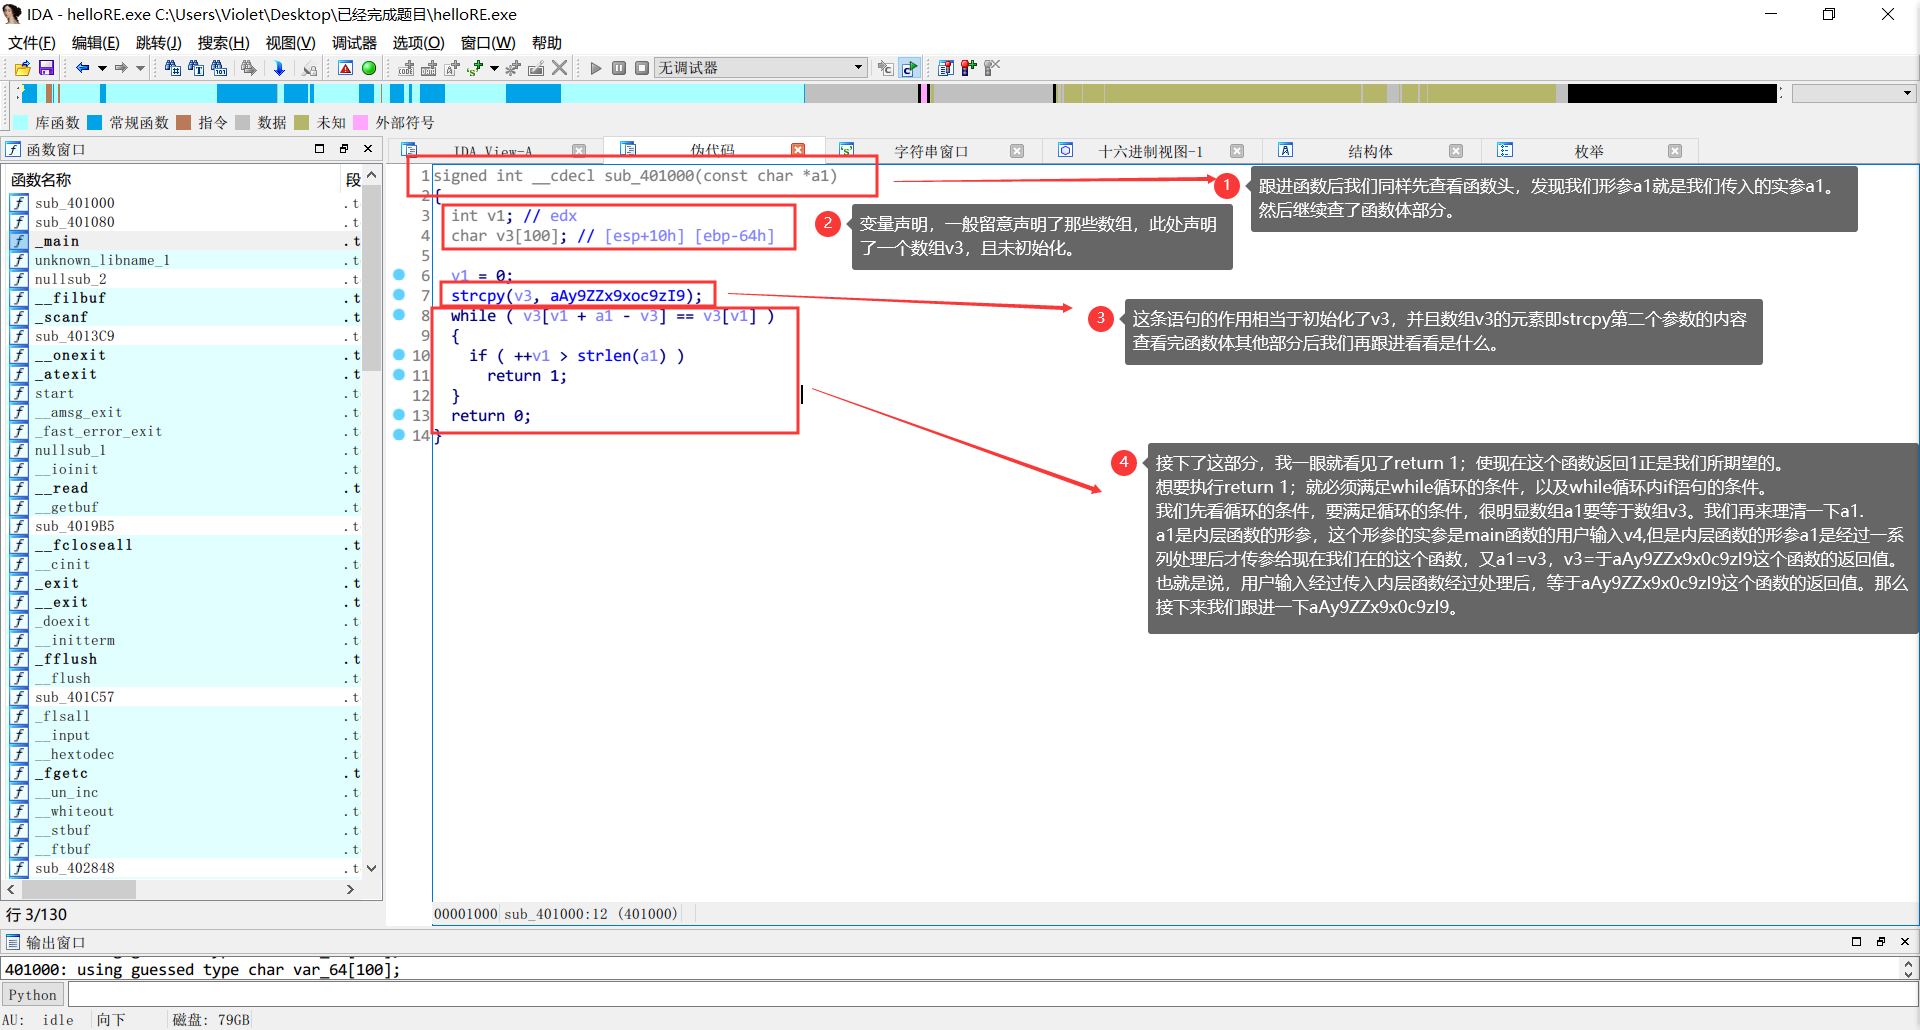 IDA - helloRE.exe C:\Users\Violet\Desktop\已经完成题目\helloRE.exe
文件(F) 编辑(E) 跳转(J) 搜索(H) 视图(V) 调试器 选项(O) 窗口(W) 帮助
无调试器
库函数 常规函数 指令 数据 未知 外部符号
函数窗口
IDA View-A 伪代码 字符串窗口 十六进制视图-1 结构体 枚举
函数名称 段
sub_401000 .t
sub_401080 .t
_main .t
unknown_libname_1 .t
nullsub_2 .t
__filbuf .t
_scanf .t
sub_4013C9 .t
__onexit .t
_atexit .t
start .t
__amsg_exit .t
_fast_error_exit .t
nullsub_1 .t
__ioinit .t
__read .t
__getbuf .t
sub_4019B5 .t
__fcloseall .t
__cinit .t
_exit .t
__exit .t
_doexit .t
__initterm .t
_fflush .t
__flush .t
sub_401C57 .t
_flsall .t
__input .t
__hextodec .t
_fgetc .t
__un_inc .t
__whiteout .t
__stbuf .t
__ftbuf .t
sub_402848 .t
行 3/130
1 signed int __cdecl sub_401000(const char *a1)
2 {
3 int v1; // edx
4 char v3[100]; // [esp+10h] [ebp-64h]
5
6 v1 = 0;
7 strcpy(v3, aAy9ZZx9xoc9zI9);
8 while ( v3[v1 + a1 - v3] == v3[v1] )
9 {
10 if ( ++v1 > strlen(a1) )
11 return 1;
12 }
13 return 0;
14 }
1 跟进函数后我们同样先查看函数头，发现我们形参a1就是我们传入的实参a1。
然后继续查了函数体部分。
2 变量声明，一般留意声明了那些数组，此处声明
了一个数组v3，且未初始化。
3 这条语句的作用相当于初始化了v3，并且数组v3的元素即strcpy第二个参数的内容
查看完函数体其他部分后我们再跟进看看是什么。
4 接下了这部分，我一眼就看见了return 1；使现在这个函数返回1正是我们所期望的。
想要执行return 1；就必须满足while循环的条件，以及while循环内if语句的条件。
我们先看循环的条件，要满足循环的条件，很明显数组a1要等于数组v3。我们再来理清一下a1.
a1是内层函数的形参，这个形参的实参是main函数的用户输入v4,但是内层函数的形参a1是经过一系
列处理后才传参给现在我们在的这个函数，又a1=v3，v3=于aAy9ZZx9x0c9zI9这个函数的返回值。
也就是说，用户输入经过传入内层函数经过处理后，等于aAy9ZZx9x0c9zI9这个函数的返回值。那么
接下来我们跟进一下aAy9ZZx9x0c9zI9。
00001000 sub_401000:12 (401000)
输出窗口
401000: using guessed type char var_64[100];
Python
AU: idle 向下 磁盘: 79GB